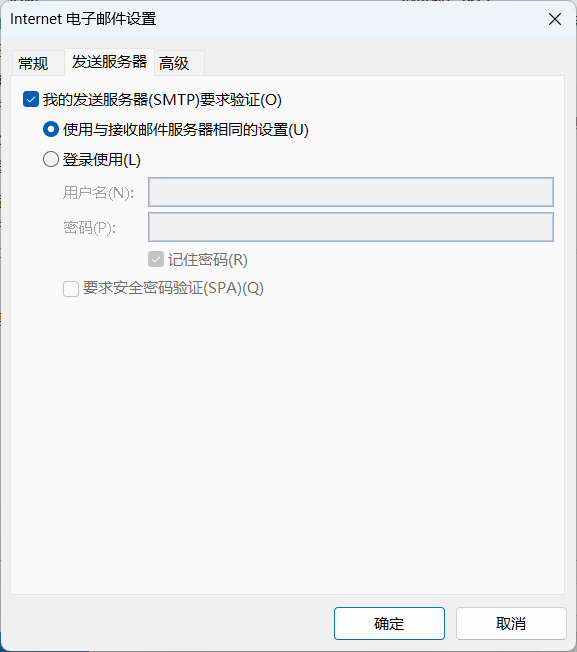 Internet 电子邮件设置
常规 发送服务器 高级
我的发送服务器(SMTP)要求验证(O)
使用与接收邮件服务器相同的设置(U)
登录使用(L)
用户名(N):
密码(P):
记住密码(R)
要求安全密码验证(SPA)(Q)
确定 取消